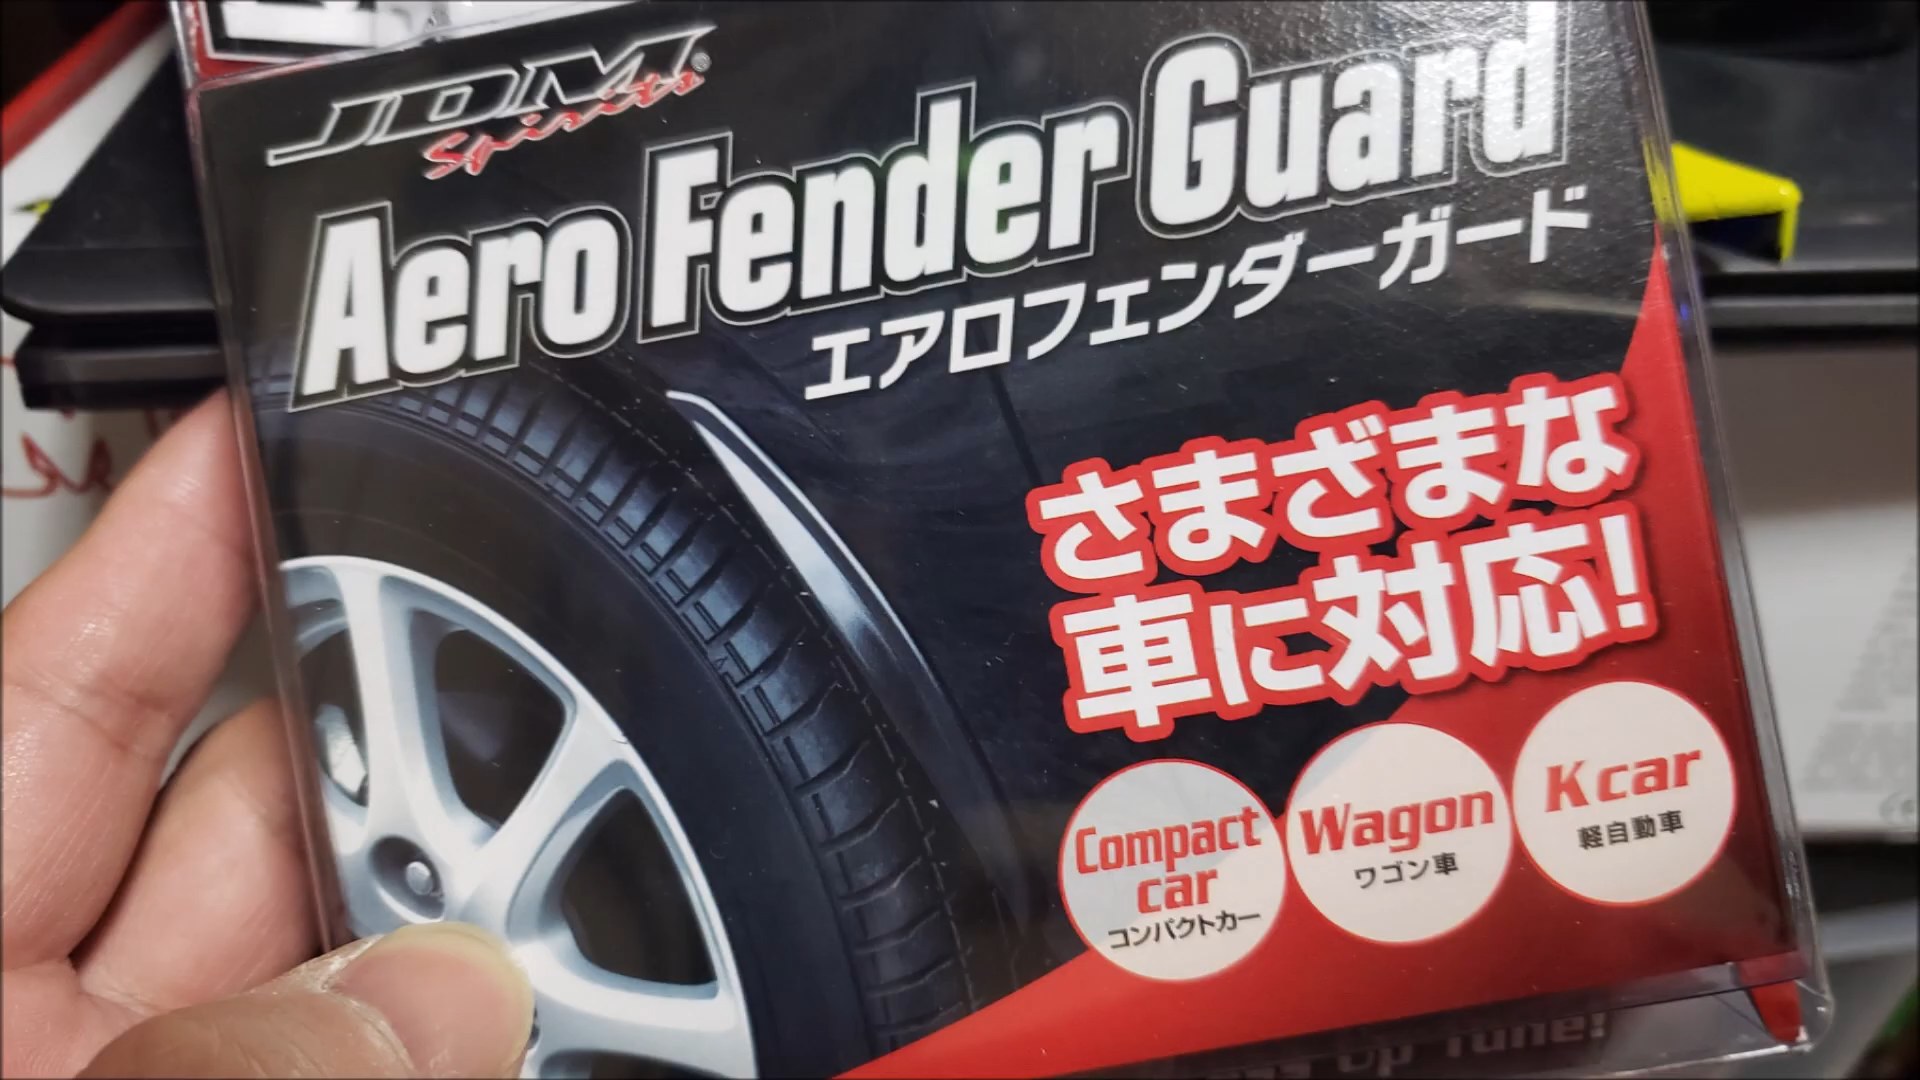 JDM®
Spirits
Aero Fender Guard
エアロフェンダーガード
さまざまな
車に対応!
Compact
car
コンパクトカー
Wagon
ワゴン車
K car
軽自動車
Up Tune!